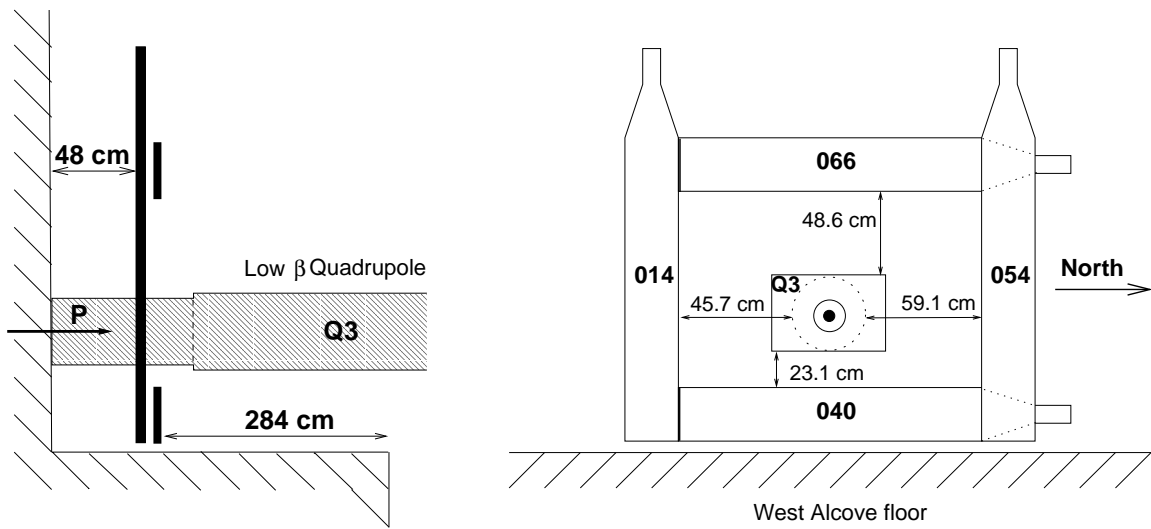 48 cm
Low β Quadrupole
P
Q3
284 cm
066
48.6 cm
014
Q3
054
North
45.7 cm
59.1 cm
23.1 cm
040
West Alcove floor